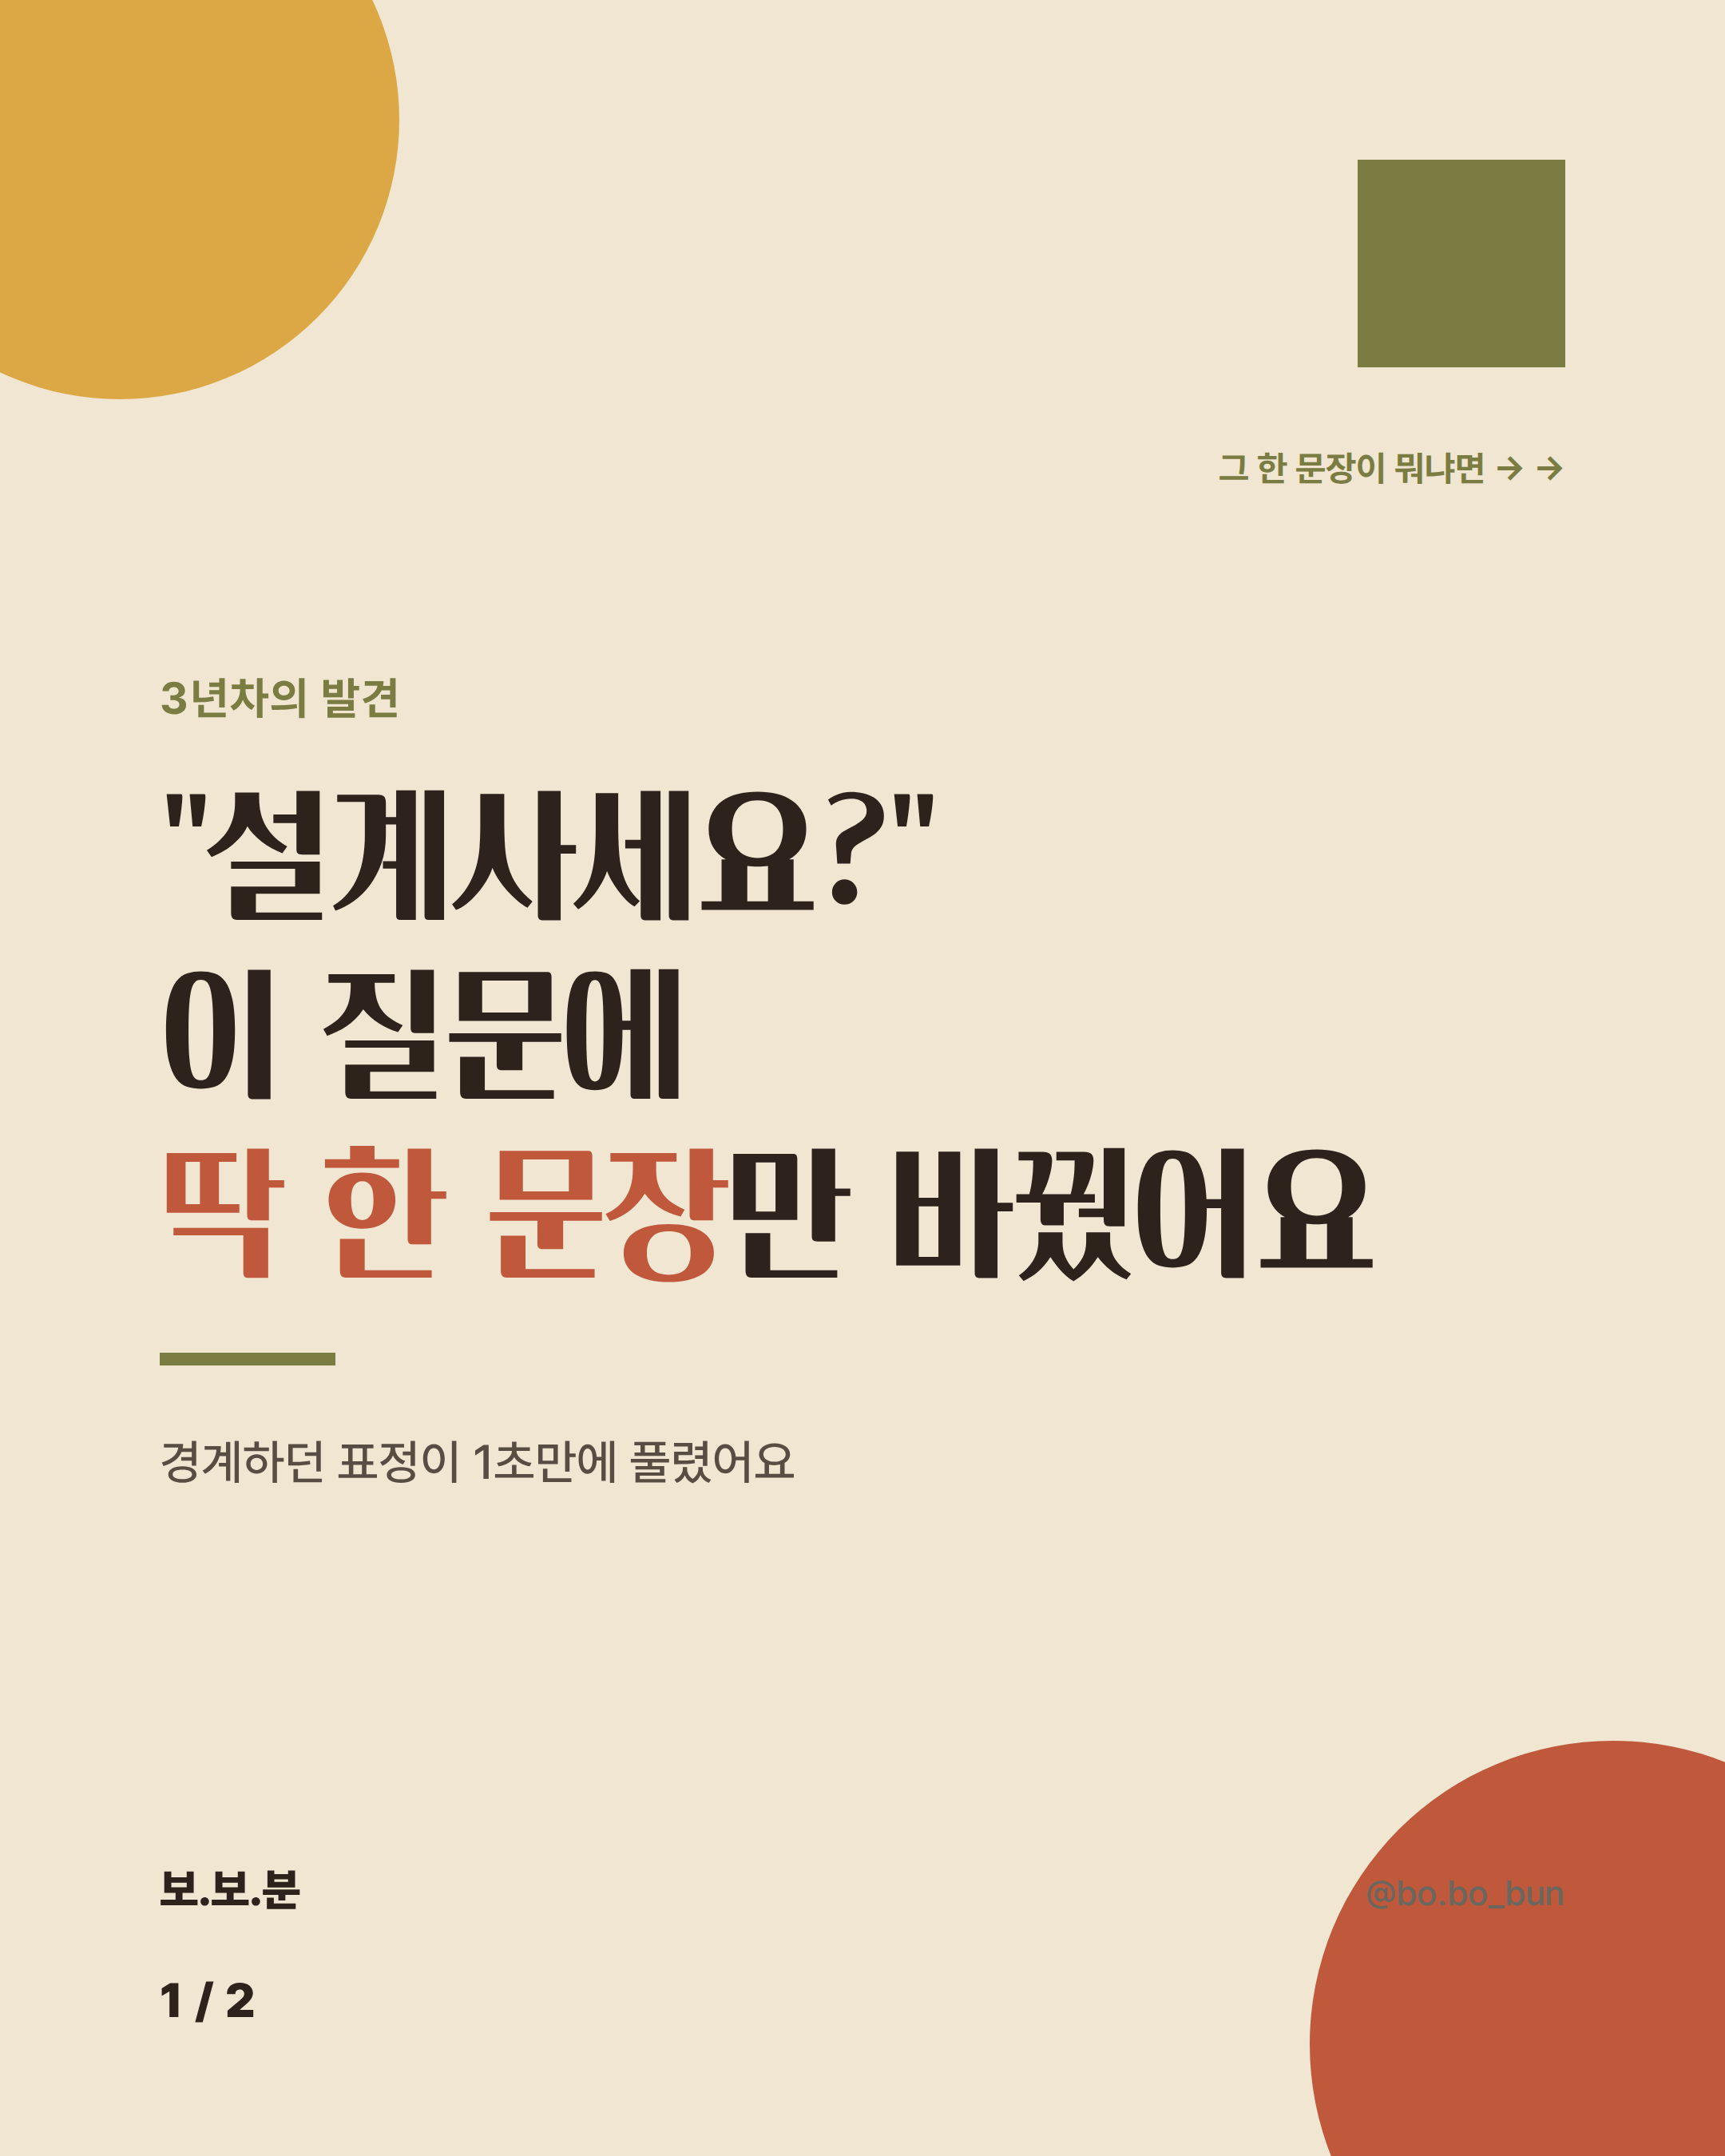 그 한 문장이 뭐냐면 → →
3년차의 발견
"설계사세요?"
이 질문에
딱 한 문장만 바꿨어요
경계하던 표정이 1초만에 풀렸어요
보.보.분
@bo.bo_bun
1 / 2